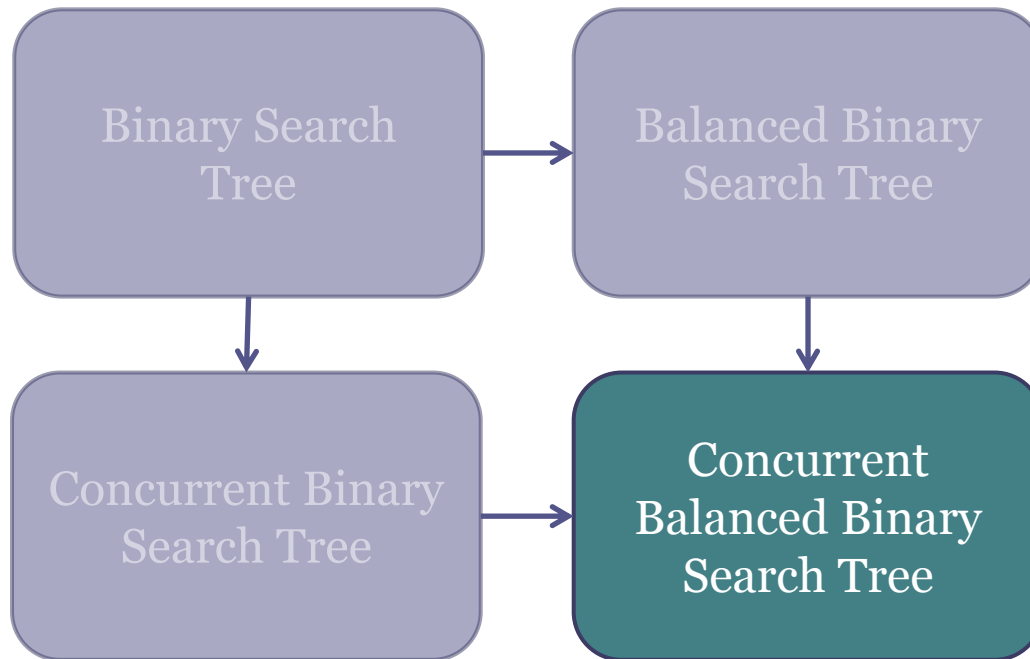 Binary Search
Tree
Balanced Binary
Search Tree
Concurrent Binary
Search Tree
Concurrent
Balanced Binary
Search Tree